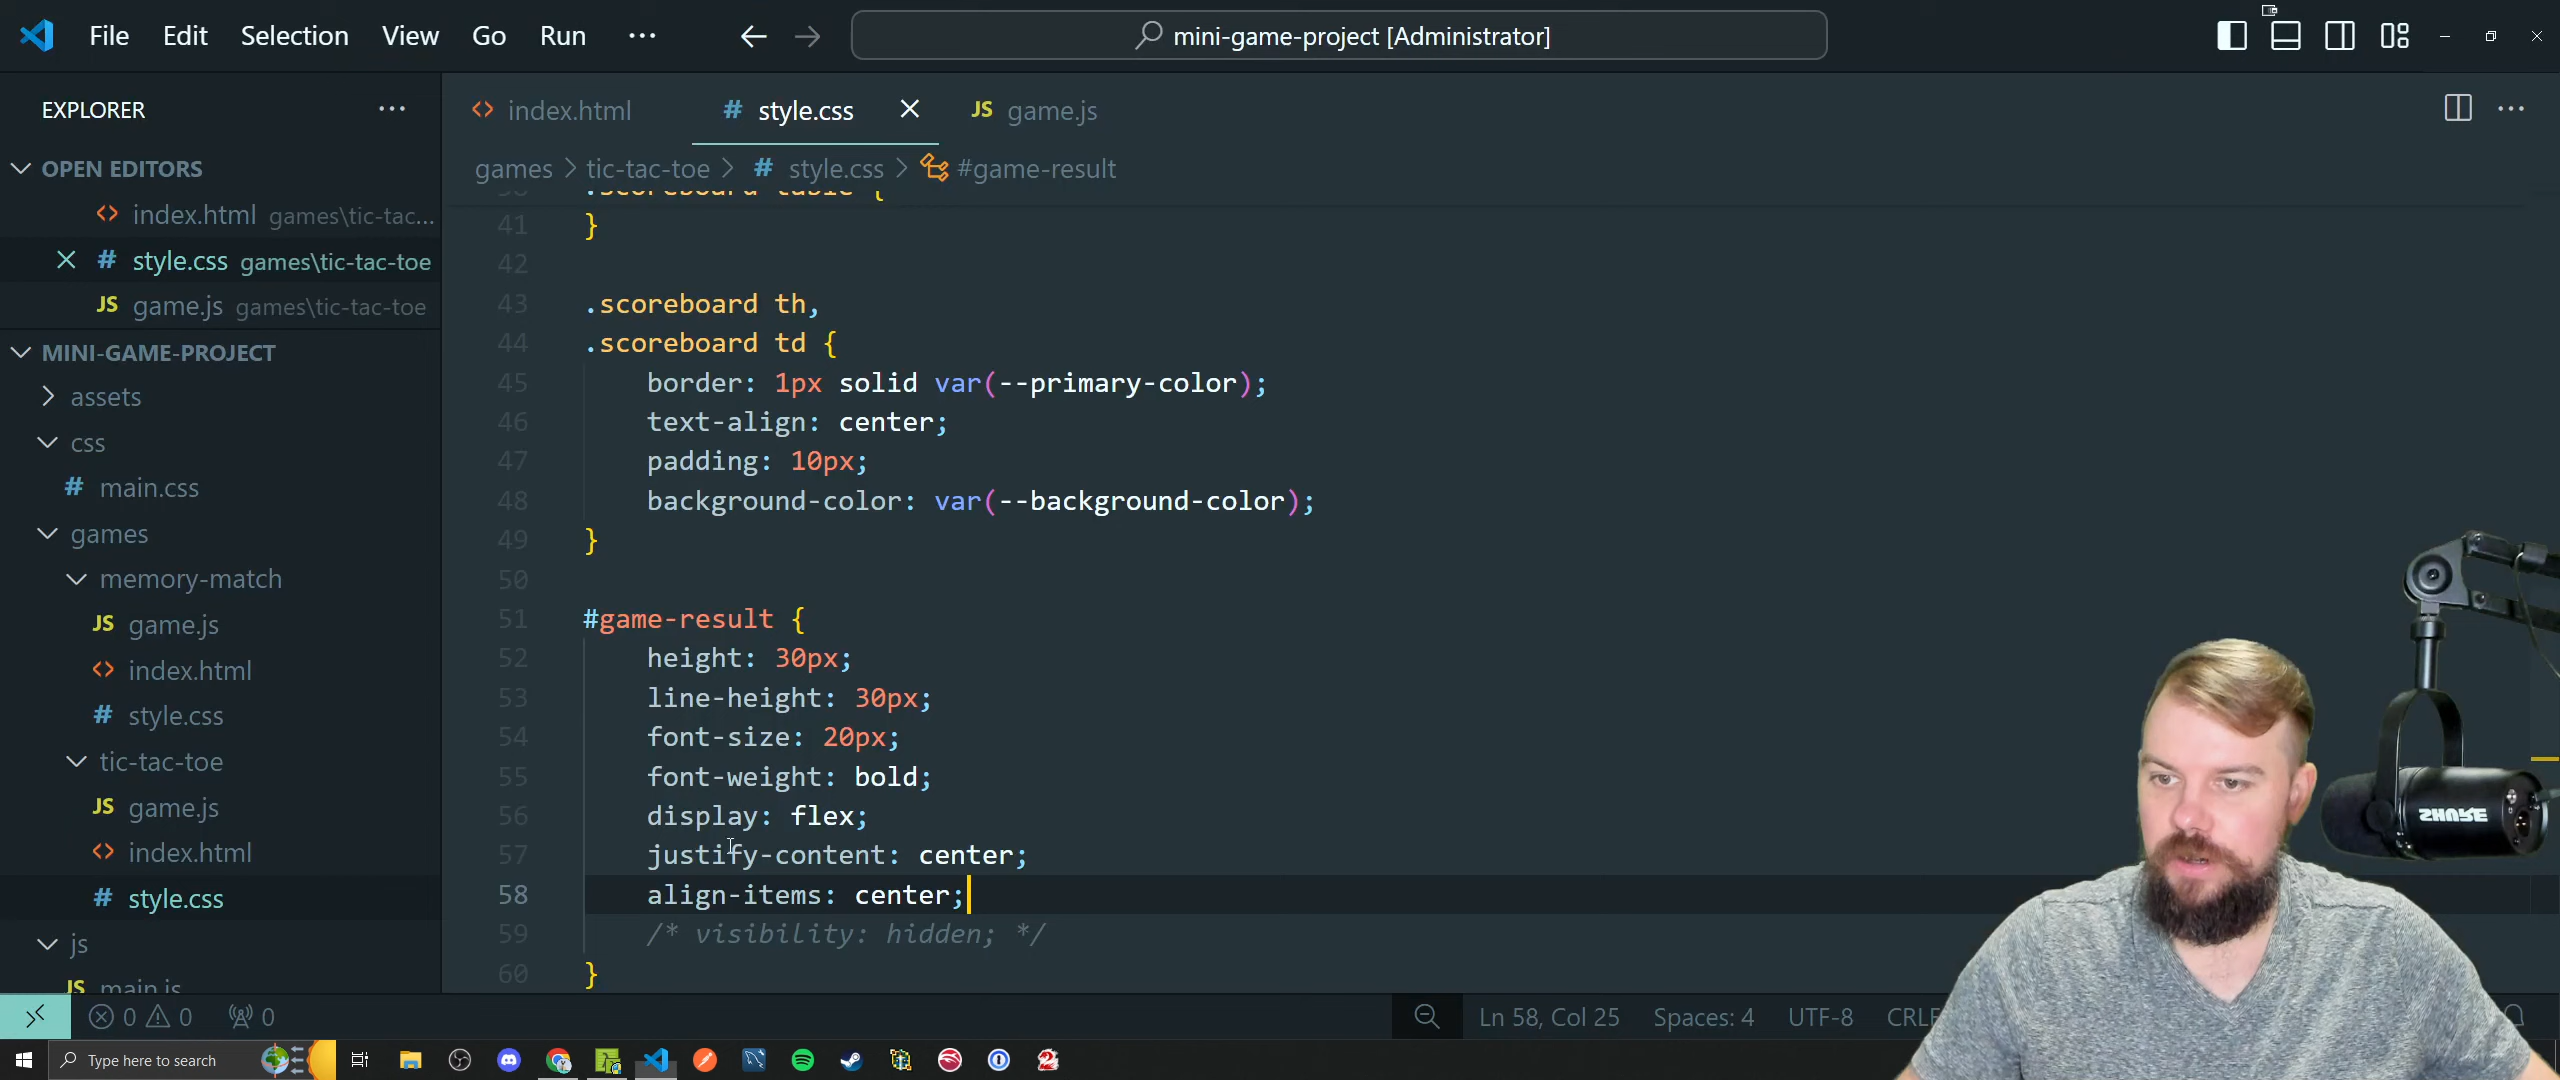 File Edit Selection View Go Run ··· mini-game-project [Administrator]
EXPLORER ···
OPEN EDITORS
index.html games\tic-tac...
style.css games\tic-tac-toe
JS game.js games\tic-tac-toe
MINI-GAME-PROJECT
assets
css
# main.css
games
memory-match
JS game.js
index.html
# style.css
tic-tac-toe
JS game.js
index.html
# style.css
js
JS main.js
index.html # style.css JS game.js
games > tic-tac-toe > # style.css > #game-result
.scoreboard table {
41 }
42
43 .scoreboard th,
44 .scoreboard td {
45 border: 1px solid var(--primary-color);
46 text-align: center;
47 padding: 10px;
48 background-color: var(--background-color);
49 }
50
51 #game-result {
52 height: 30px;
53 line-height: 30px;
54 font-size: 20px;
55 font-weight: bold;
56 display: flex;
57 justify-content: center;
58 align-items: center;
59 /* visibility: hidden; */
60 }
SHURE
0 0 0 Ln 58, Col 25 Spaces: 4 UTF-8 CRLF
Type here to search